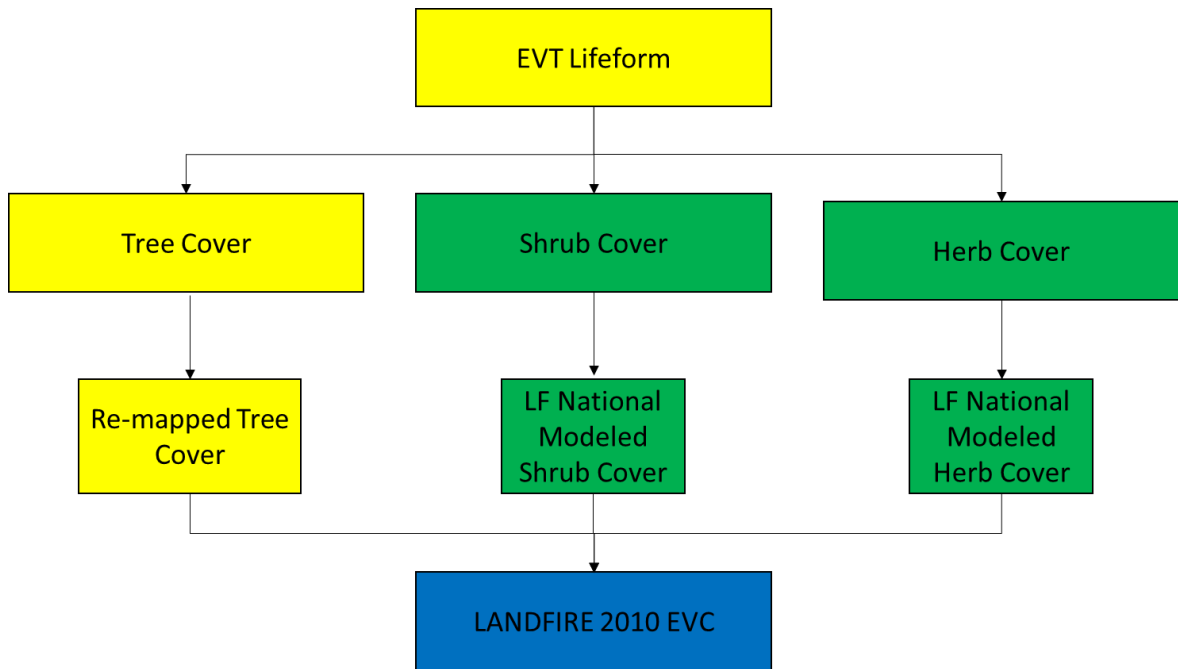 EVT Lifeform
Tree Cover
Shrub Cover
Herb Cover
Re-mapped Tree
Cover
LF National
Modeled
Shrub Cover
LF National
Modeled
Herb Cover
LANDFIRE 2010 EVC